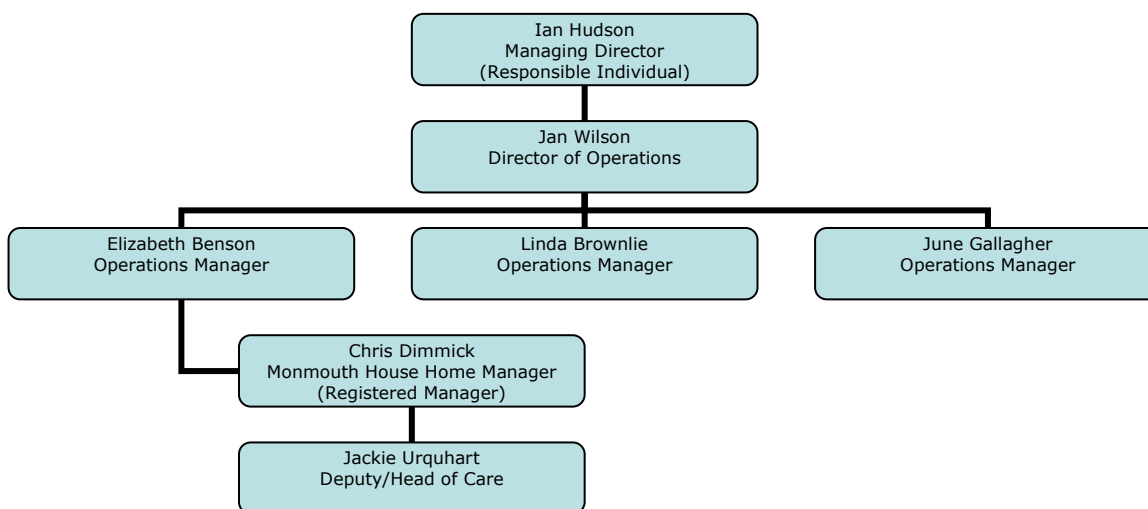 Ian Hudson
Managing Director
(Responsible Individual)
Jan Wilson
Director of Operations
Elizabeth Benson
Operations Manager
Linda Brownlie
Operations Manager
June Gallagher
Operations Manager
Chris Dimmick
Monmouth House Home Manager
(Registered Manager)
Jackie Urquhart
Deputy/Head of Care